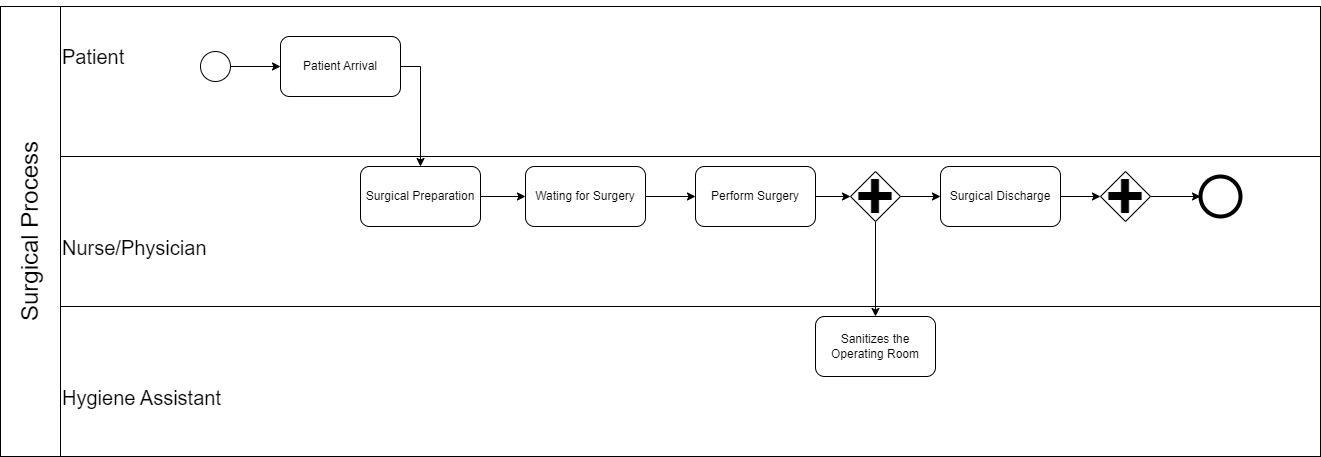 Surgical Process
Patient
Patient Arrival
Nurse/Physician
Surgical Preparation
Wating for Surgery
Perform Surgery
Surgical Discharge
Hygiene Assistant
Sanitizes the
Operating Room